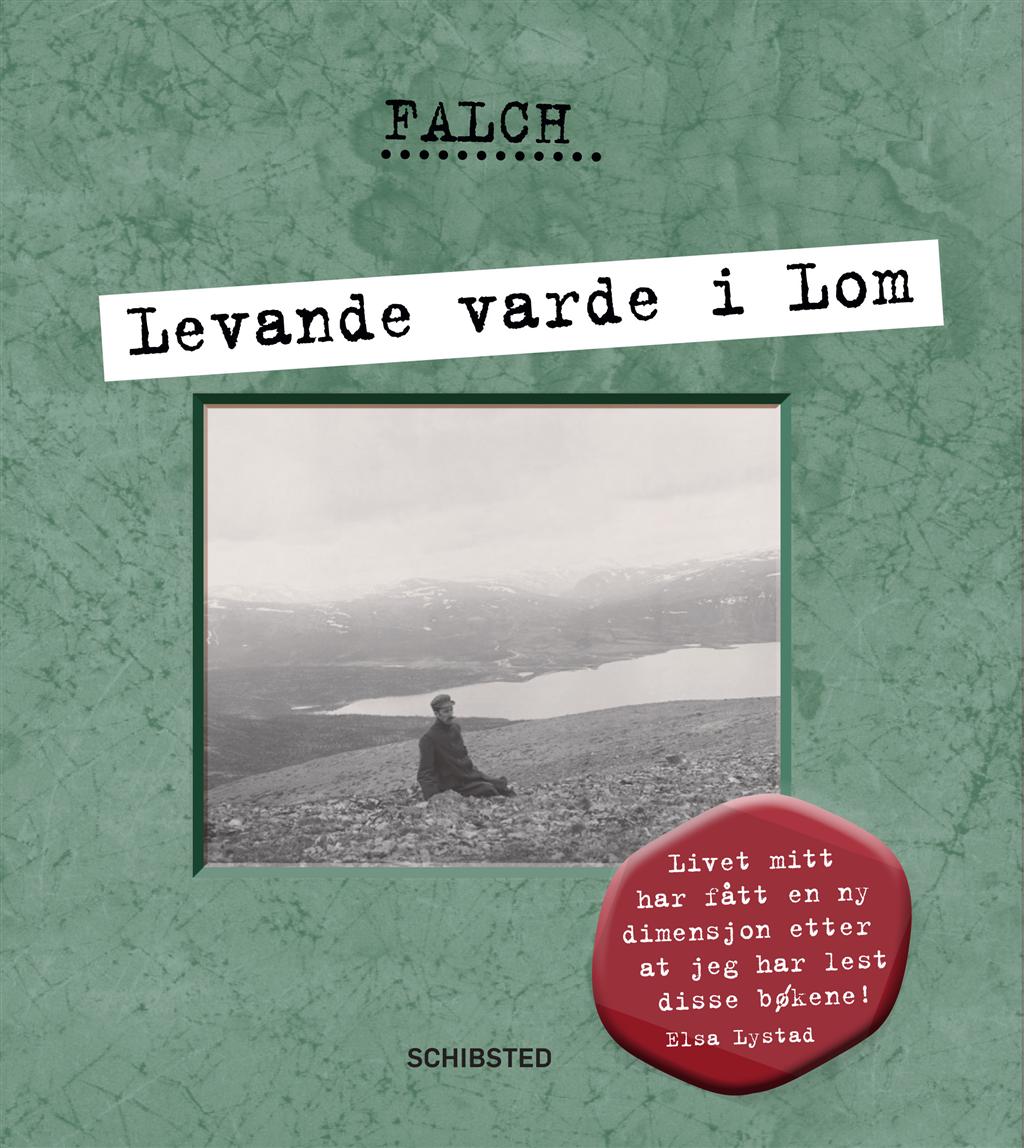 FALCH
Levande varde i Lom
Livet mitt
har fått en ny
dimensjon etter
at jeg har lest
disse bøkene!
Elsa Lystad
SCHIBSTED